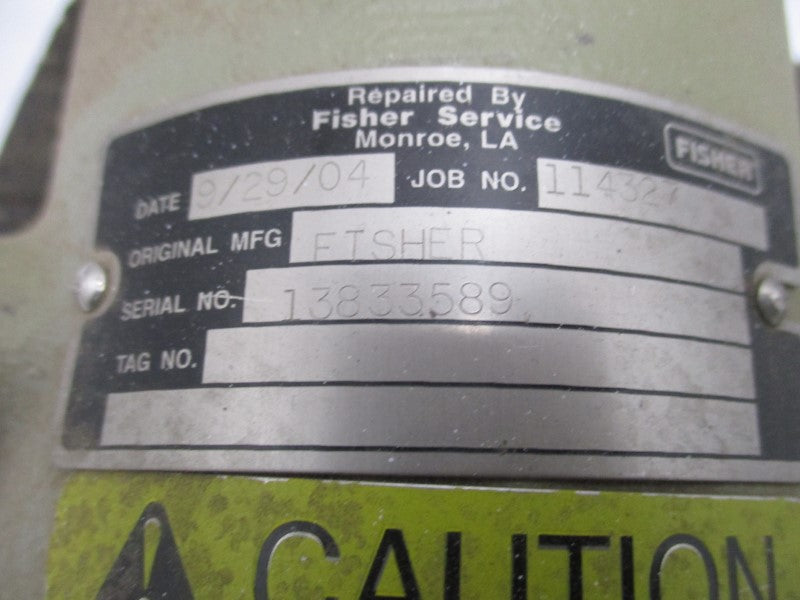 Repaired By
Fisher Service
Monroe, LA
FISHER
DATE 9/29/04 JOB NO. 114327
ORIGINAL MFG FISHER
SERIAL NO. 13833589
TAG NO.
CAUTION